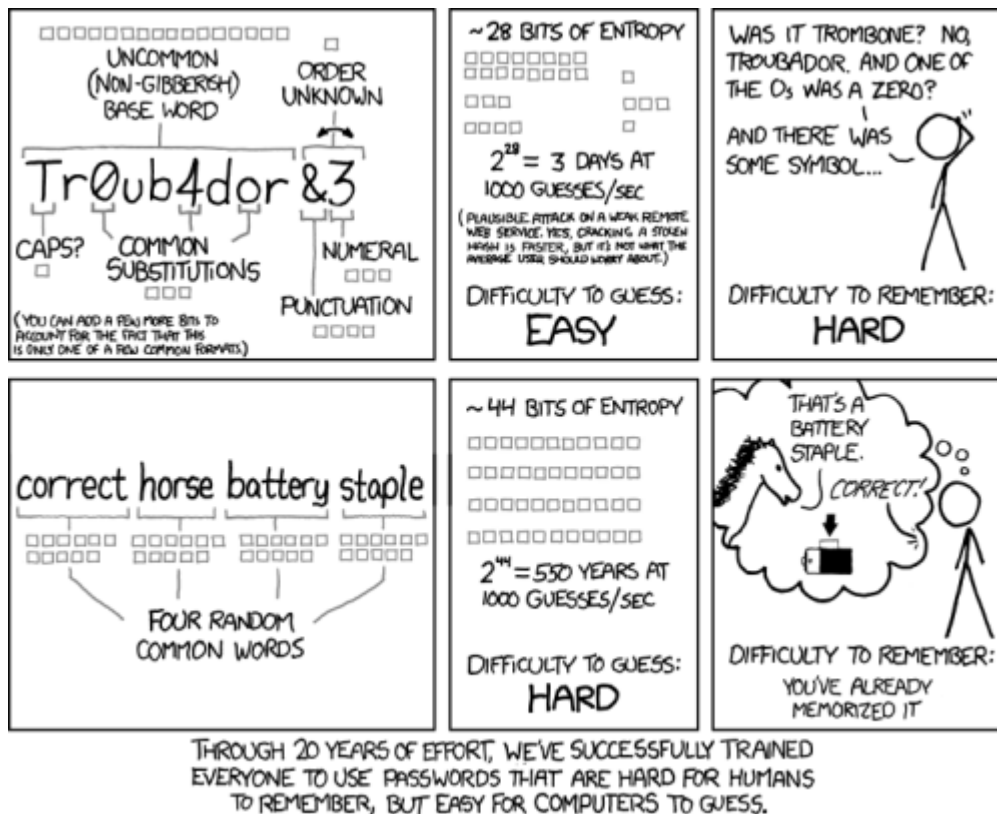 UNCOMMON
(NON-GIBBERISH)
BASE WORD
ORDER
UNKNOWN
Tr0ub4dor &3
CAPS?
COMMON
SUBSTITUTIONS
NUMERAL
PUNCTUATION
(YOU CAN ADD A FEW MORE BITS TO
ACCOUNT FOR THE FACT THAT THIS
IS ONLY ONE OF A FEW COMMON FORMATS.)
~28 BITS OF ENTROPY
2^28 = 3 DAYS AT
1000 GUESSES/SEC
(PLAUSIBLE ATTACK ON A WEAK REMOTE
WEB SERVICE. YES, CRACKING A STOLEN
HASH IS FASTER, BUT IT'S NOT WHAT THE
AVERAGE USER SHOULD WORRY ABOUT.)
DIFFICULTY TO GUESS:
EASY
WAS IT TROMBONE? NO,
TROUBADOR. AND ONE OF
THE Os WAS A ZERO?
AND THERE WAS
SOME SYMBOL...
DIFFICULTY TO REMEMBER:
HARD
correct horse battery staple
FOUR RANDOM
COMMON WORDS
~44 BITS OF ENTROPY
2^44 = 550 YEARS AT
1000 GUESSES/SEC
DIFFICULTY TO GUESS:
HARD
THAT'S A
BATTERY
STAPLE.
CORRECT!
DIFFICULTY TO REMEMBER:
YOU'VE ALREADY
MEMORIZED IT
THROUGH 20 YEARS OF EFFORT, WE'VE SUCCESSFULLY TRAINED
EVERYONE TO USE PASSWORDS THAT ARE HARD FOR HUMANS
TO REMEMBER, BUT EASY FOR COMPUTERS TO GUESS.